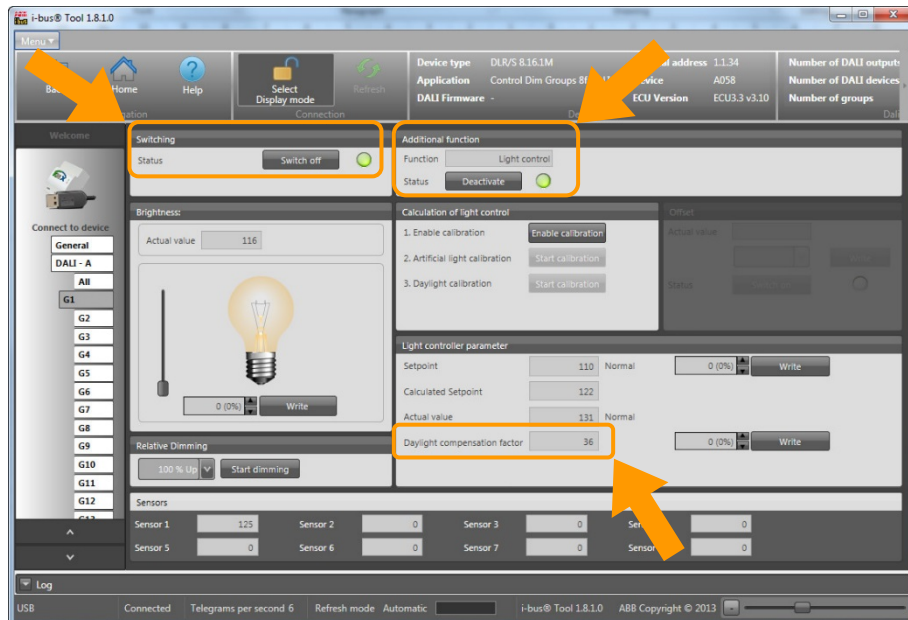 i-bus® Tool 1.8.1.0
Menu
Home
Help
Select
Display mode
Refresh
Connection
Device type DLR/S 8.16.1M
Application Control Dim Groups
DALI Firmware -
address 1.1.34
A058
ECU Version ECU3.3 v3.10
Number of DALI outputs
Number of DALI devices
Number of groups
Dali
Welcome
Connect to device
General
DALI - A
All
G1
G2
G3
G4
G5
G6
G7
G8
G9
G10
G11
G12
Switching
Status Switch off
Additional function
Function Light control
Status Deactivate
Brightness:
Actual value 116
0 (0%) Write
Relative Dimming
100 % Up Start dimming
Calculation of light control
1. Enable calibration Enable calibration
2. Artificial light calibration Start calibration
3. Daylight calibration Start calibration
Offset
Actual value
Status
Light controller parameter
Setpoint 110 Normal 0 (0%) Write
Calculated Setpoint 122
Actual value 131 Normal
Daylight compensation factor 36 0 (0%) Write
Sensors
Sensor 1 125 Sensor 2 0 Sensor 3 0 0
Sensor 5 0 Sensor 6 0 Sensor 7 0 Sensor 0
Log
USB Connected Telegrams per second 6 Refresh mode Automatic i-bus® Tool 1.8.1.0 ABB Copyright © 2013